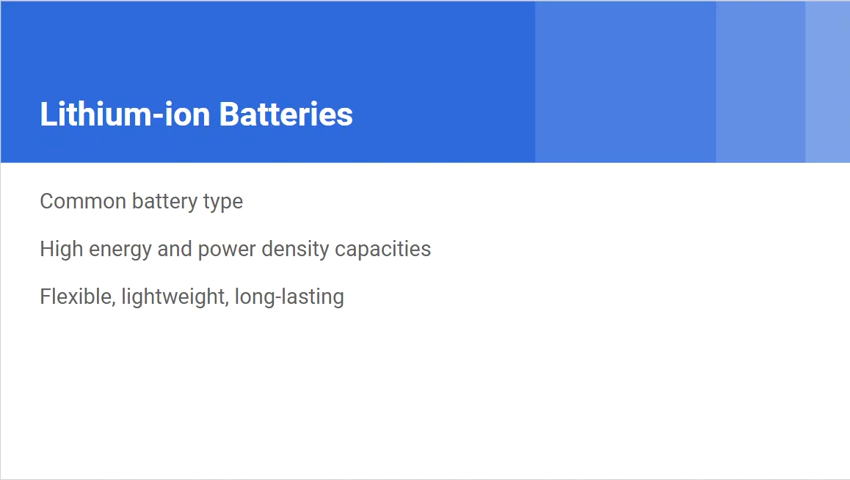 Lithium-ion Batteries
Common battery type
High energy and power density capacities
Flexible, lightweight, long-lasting